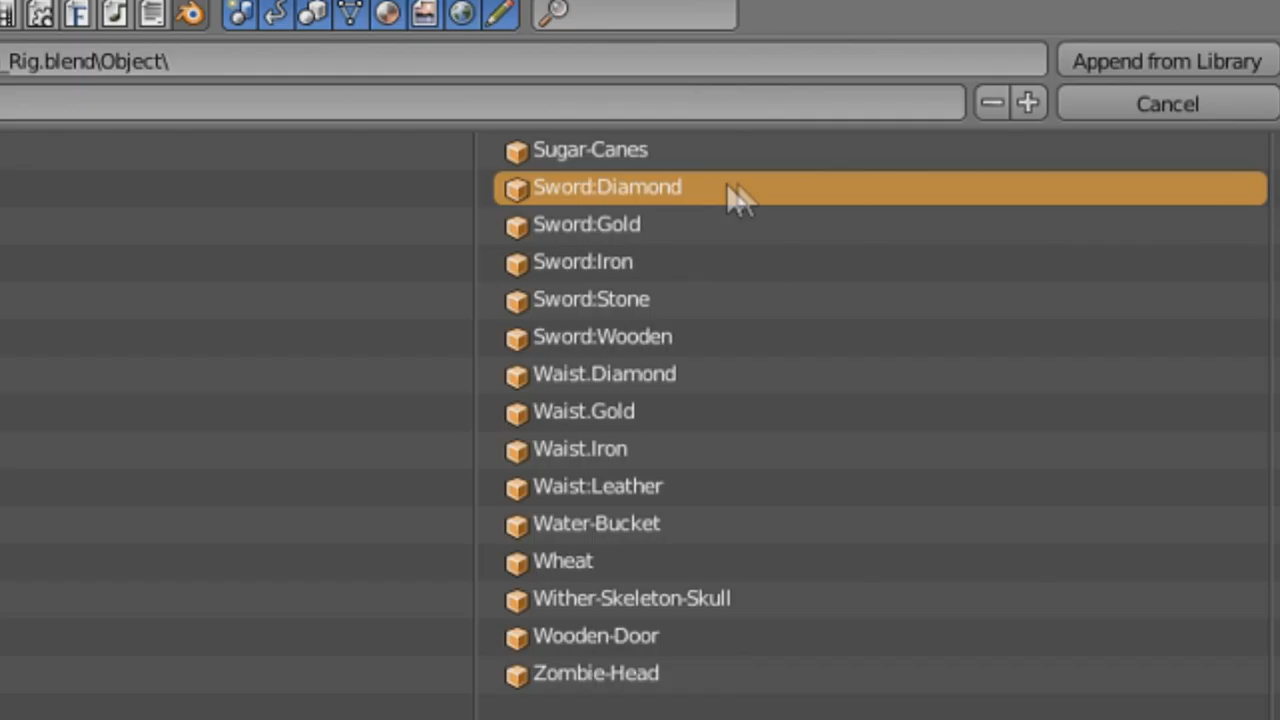 _Rig.blend\Object\
Append from Library
Cancel
Sugar-Canes
Sword:Diamond
Sword:Gold
Sword:Iron
Sword:Stone
Sword:Wooden
Waist.Diamond
Waist.Gold
Waist.Iron
Waist:Leather
Water-Bucket
Wheat
Wither-Skeleton-Skull
Wooden-Door
Zombie-Head